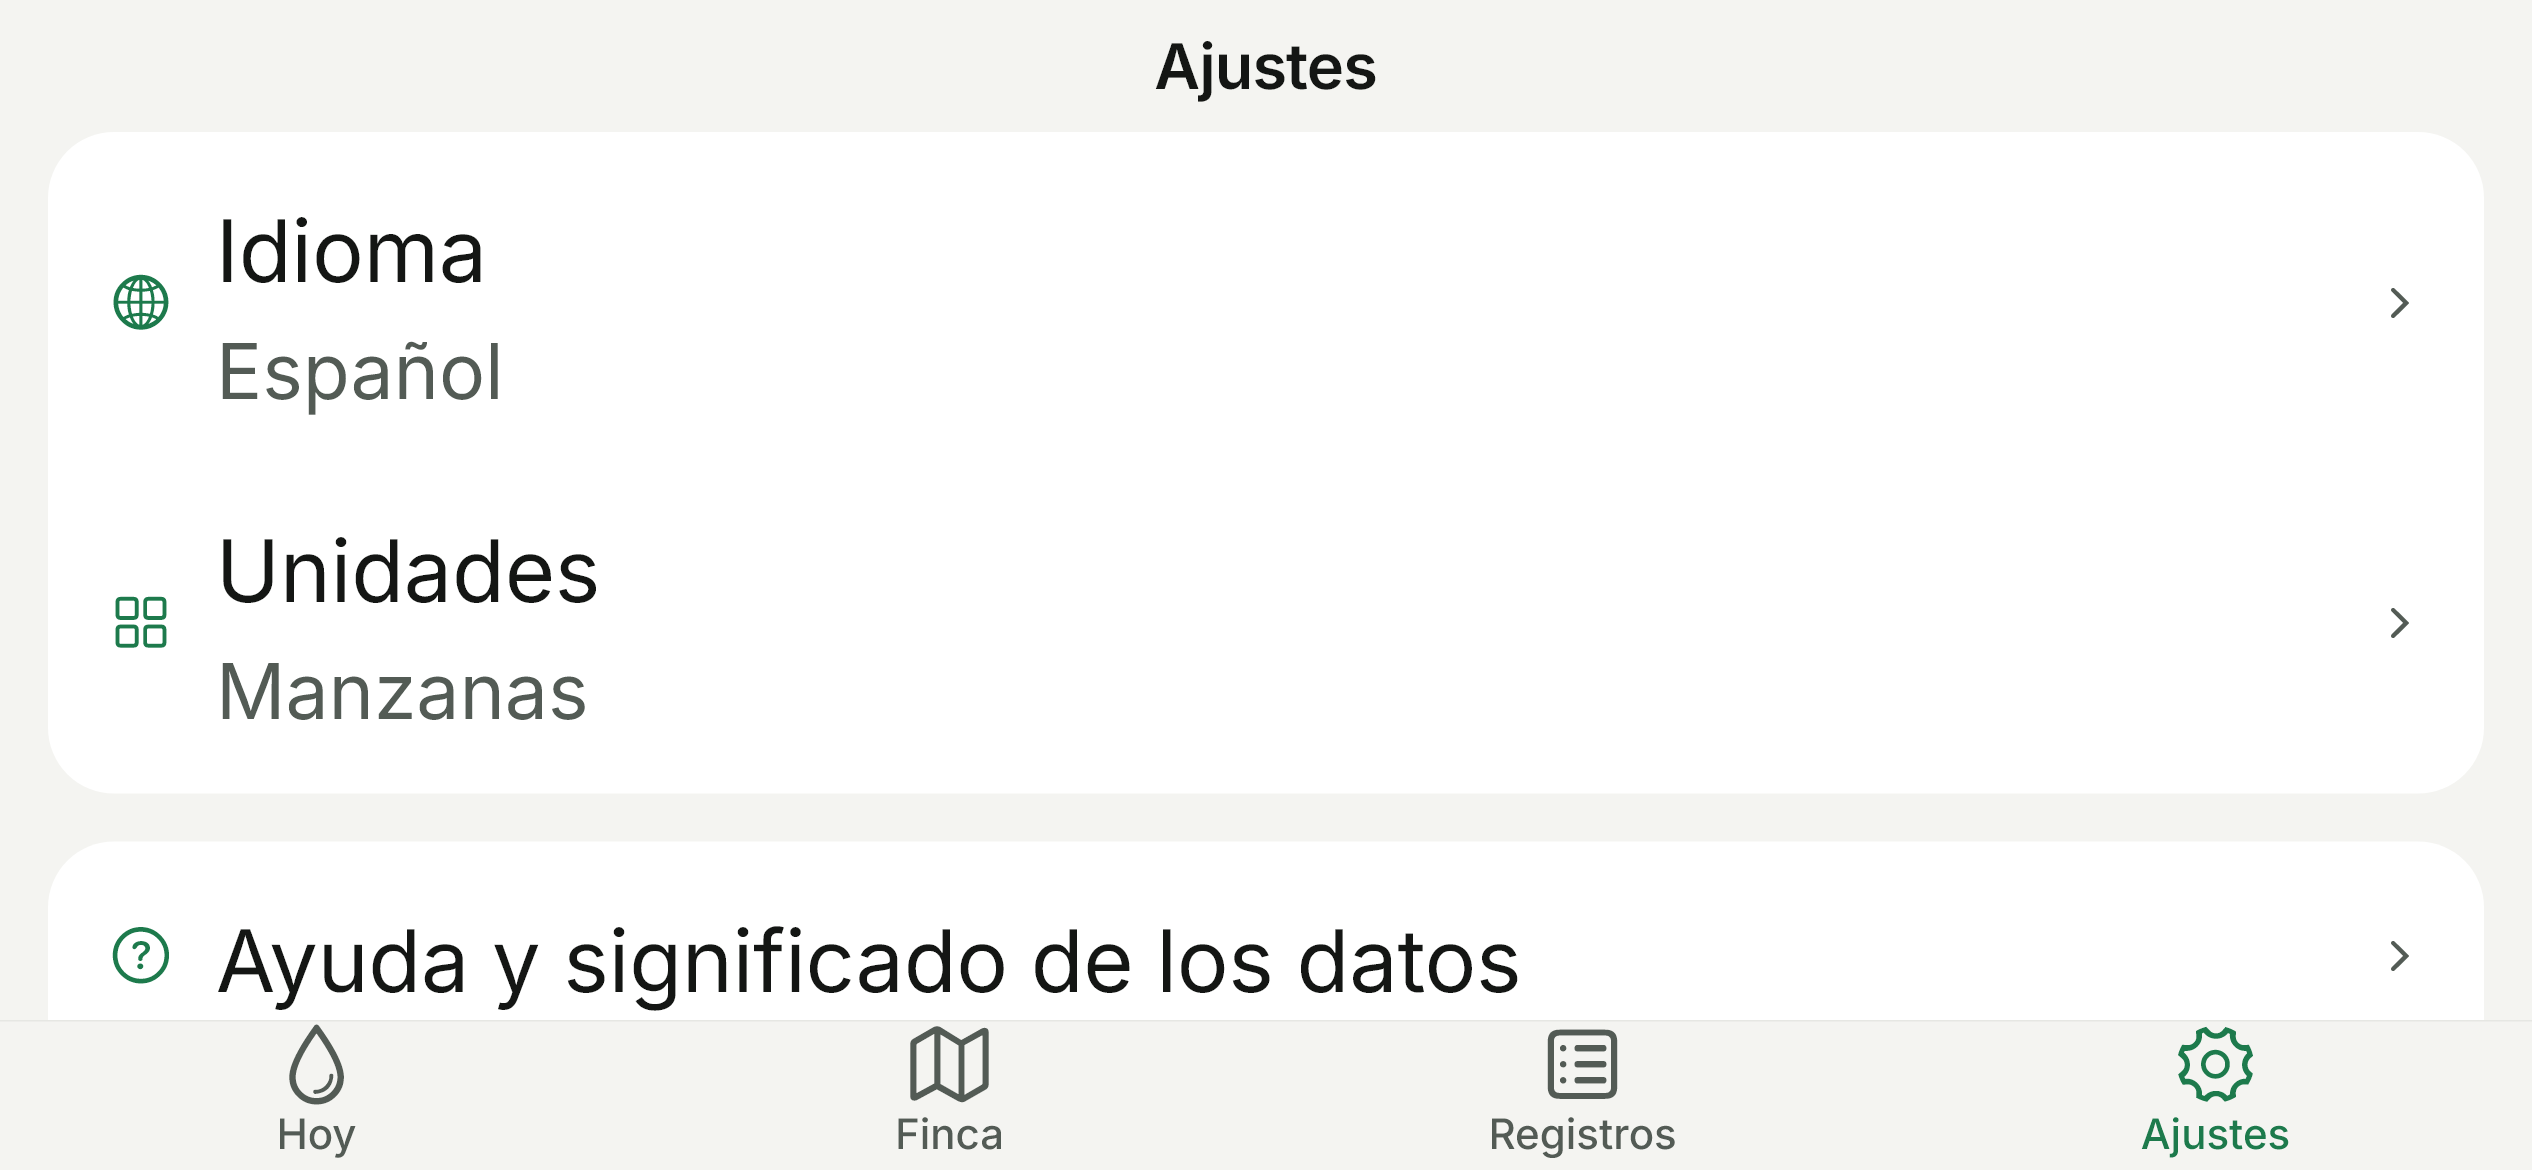 Ajustes
Idioma
Español
Unidades
Manzanas
Ayuda y significado de los datos
Hoy
Finca
Registros
Ajustes